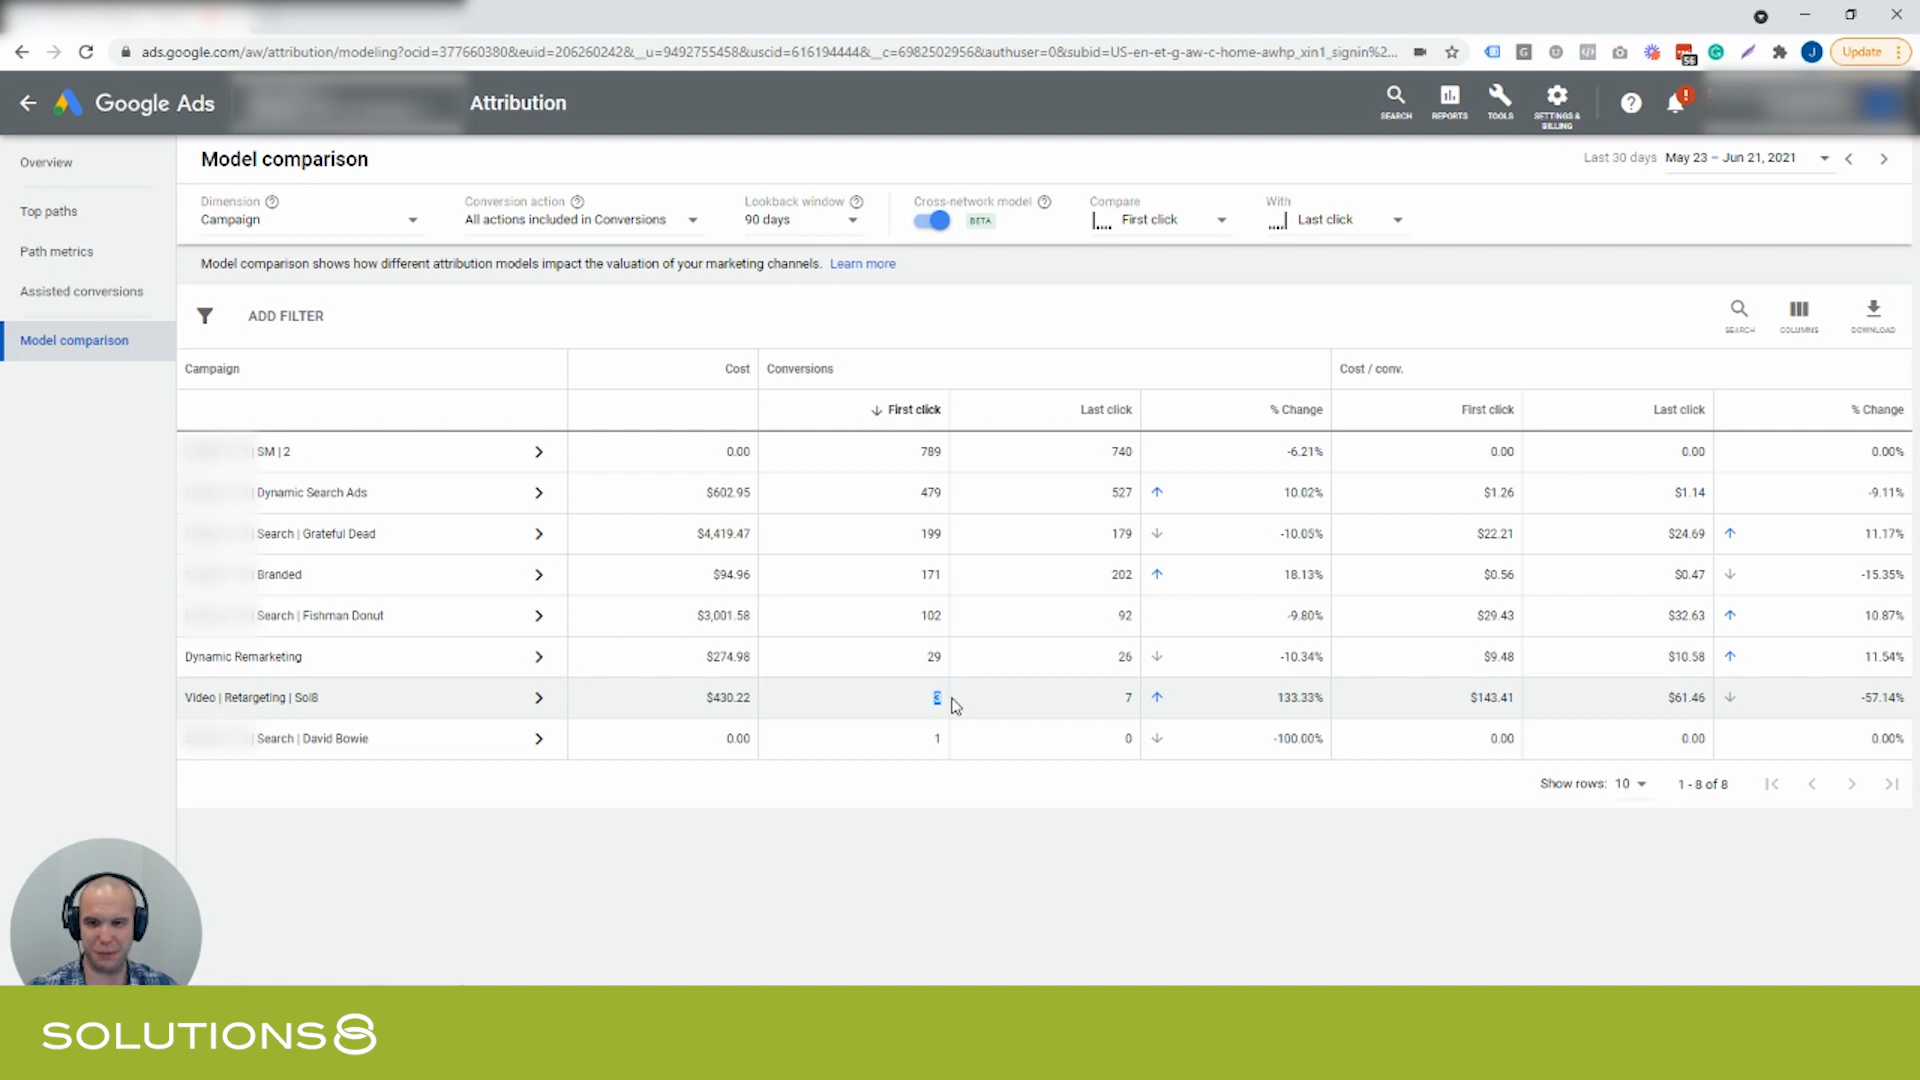 ads.google.com/aw/attribution/modeling?ocid=377660380&euid=206260242&__u=9492755458&uscid=616194444&__c=6982502956&authuser=0&subid=US-en-et-g-aw-c-home-awhp_xin1_signin%2...
56
J
Update
Google Ads
Attribution
SEARCH
REPORTS
TOOLS
SETTINGS & BILLING
!
Overview
Top paths
Path metrics
Assisted conversions
Model comparison
Model comparison
Last 30 days May 23 – Jun 21, 2021
Dimension
Campaign
Conversion action
All actions included in Conversions
Lookback window
90 days
Cross-network model
BETA
Compare
First click
With
Last click
Model comparison shows how different attribution models impact the valuation of your marketing channels. Learn more
ADD FILTER
SEARCH
COLUMNS
DOWNLOAD
Campaign Cost Conversions Cost / conv.
First click Last click % Change First click Last click % Change
| SM | 2 0.00 789 740 -6.21% 0.00 0.00 0.00%
| Dynamic Search Ads $602.95 479 527 10.02% $1.26 $1.14 -9.11%
| Search | Grateful Dead $4,419.47 199 179 -10.05% $22.21 $24.69 11.17%
| Branded $94.96 171 202 18.13% $0.56 $0.47 -15.35%
| Search | Fishman Donut $3,001.58 102 92 -9.80% $29.43 $32.63 10.87%
Dynamic Remarketing $274.98 29 26 -10.34% $9.48 $10.58 11.54%
Video | Retargeting | Sol8 $430.22 3 7 133.33% $143.41 $61.46 -57.14%
| Search | David Bowie 0.00 1 0 -100.00% 0.00 0.00 0.00%
Show rows: 10 1 - 8 of 8
SOLUTIONS8